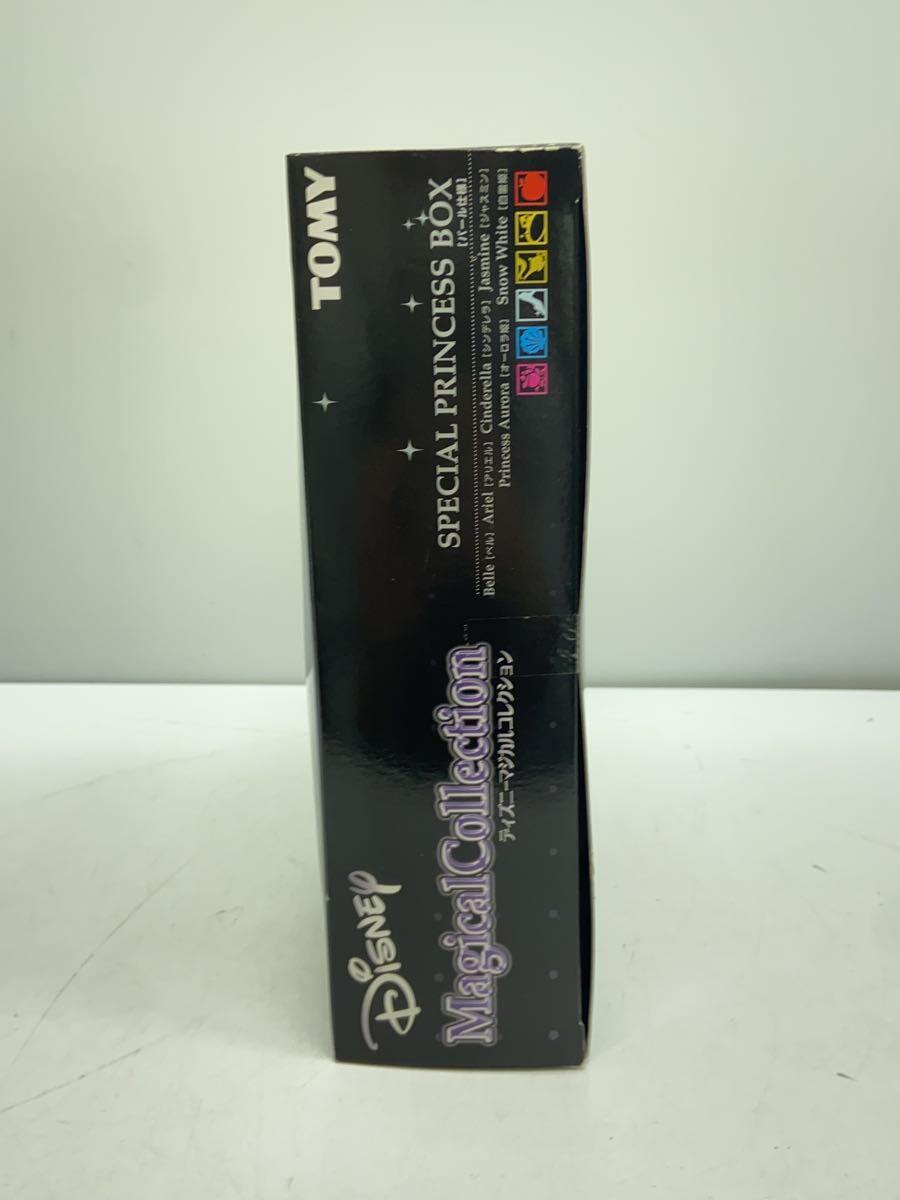 Disney
MagicalCollection
ディズニーマジカルコレクション
TOMY
SPECIAL PRINCESS BOX
[パール仕様]
Belle [ベル] Ariel [アリエル] Cinderella [シンデレラ] Jasmine [ジャスミン]
Princess Aurora [オーロラ姫] Snow White [白雪姫]